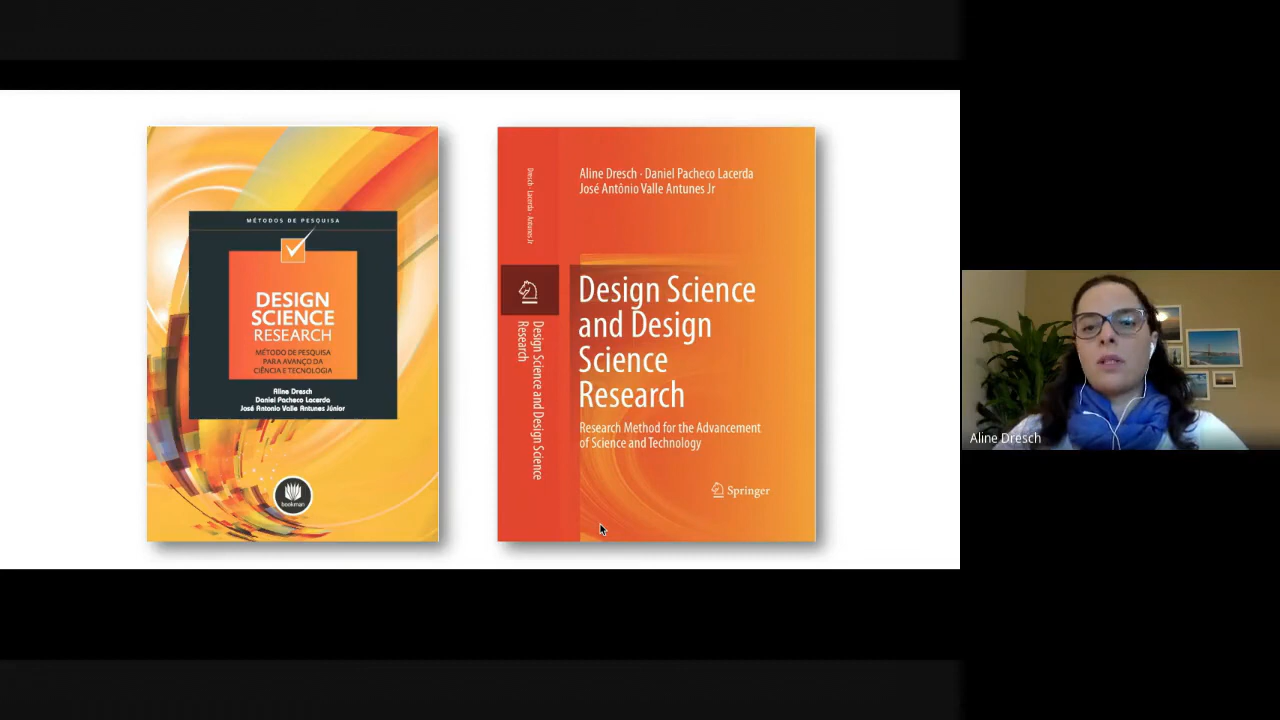 MÉTODOS DE PESQUISA
DESIGN
SCIENCE
RESEARCH
MÉTODO DE PESQUISA
PARA AVANÇO DA
CIÊNCIA E TECNOLOGIA
Aline Dresch
Daniel Pacheco Lacerda
José Antonio Valle Antunes Júnior
bookman
Dresch · Lacerda · Antunes Jr
Design Science and Design Science
Research
Aline Dresch · Daniel Pacheco Lacerda
José Antônio Valle Antunes Jr
Design Science
and Design
Science
Research
Research Method for the Advancement
of Science and Technology
Springer
Aline Dresch